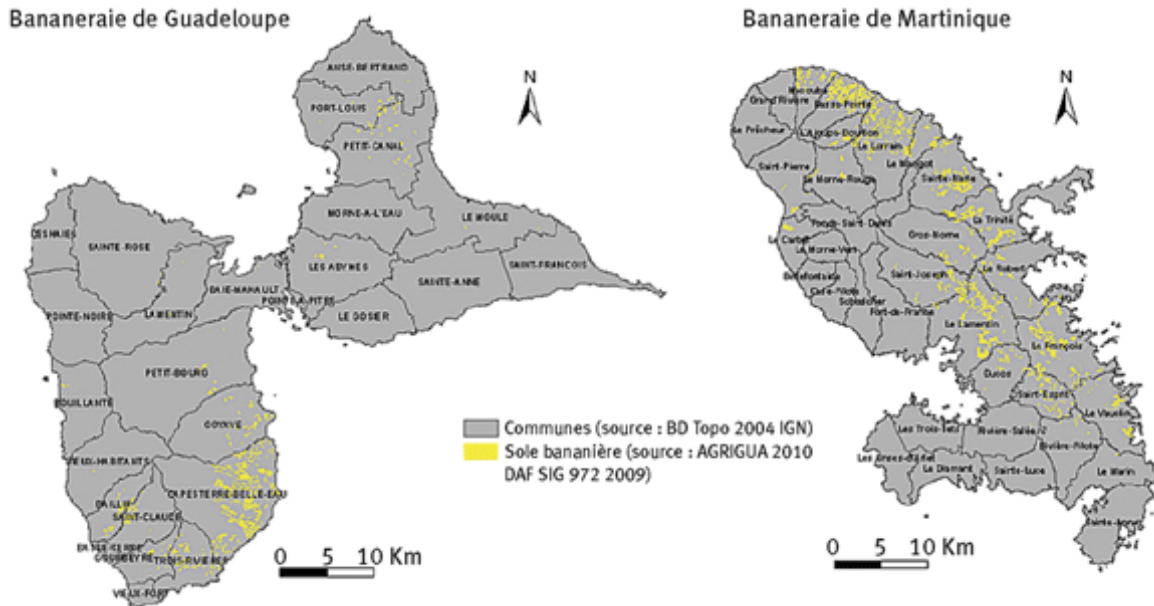 Bananeraie de Guadeloupe
ANSE-BERTRAND
N
PORT-LOUIS
PETIT-CANAL
MORNE-A-L'EAU
LE MOULE
DESHAIES
SAINTE-ROSE
LES ABYMES
SAINT-FRANCOIS
SAINTE-ANNE
BAIE-MAHAULT
POINTE-A-PITRE
LAMENTIN
LE GOSIER
POINTE-NOIRE
PETIT-BOURG
BOUILLANTE
GOYAVE
VIEUX-HABITANTS
CAPESTERRE-BELLE-EAU
BAILLIF
SAINT-CLAUDE
GOURBEYRE
TROIS-RIVIERES
VIEUX-FORT
0 5 10 Km
Communes (source : BD Topo 2004 IGN)
Sole bananière (source : AGRIGUA 2010
DAF SIG 972 2009)
Bananeraie de Martinique
N
Macouba
Grand'Rivière
Basse-Pointe
Le Prêcheur
L'Ajoupa-Bouillon
Le Lorrain
Saint-Pierre
Le Marigot
Le Morne-Rouge
Sainte-Marie
La Trinité
Fonds-Saint-Denis
Gros-Morne
Le Carbet
Le Morne-Vert
Saint-Joseph
Le Robert
Bellefontaine
Case-Pilote
Schoelcher
Fort-de-France
Le Lamentin
Le François
Ducos
Saint-Esprit
Le Vauclin
Les Trois-Ilets
Rivière-Salée
Rivière-Pilote
Les Anses-d'Arlet
Le Diamant
Sainte-Luce
Le Marin
Sainte-Anne
0 5 10 Km